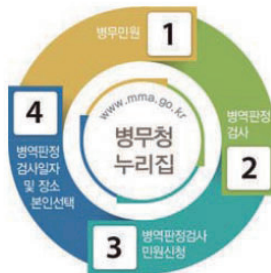 병무민원
1
www.mma.go.kr
병무청
누리집
병역판정
검사
2
병역판정검사
민원신청
3
4
병역판정
검사일자
및 장소
본인선택